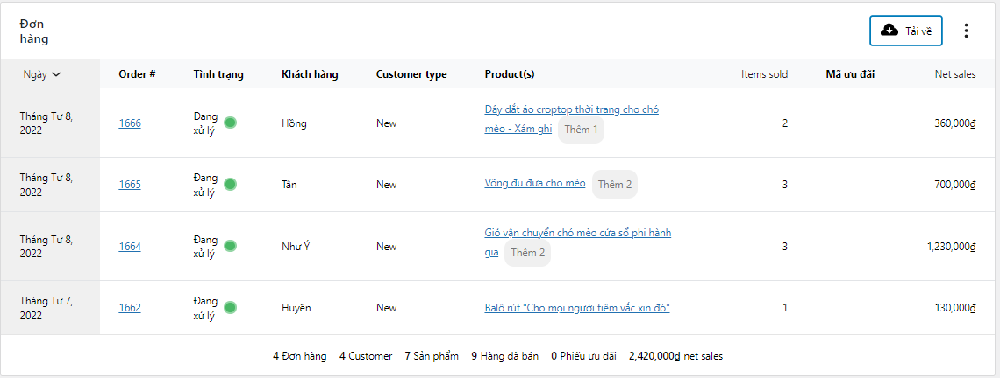 Đơn
hàng
Tải về
Ngày Order # Tình trạng Khách hàng Customer type Product(s) Items sold Mã ưu đãi Net sales
Tháng Tư 8,
2022
1666
Đang
xử lý
Hồng
New
Dây dắt áo croptop thời trang cho chó
mèo - Xám ghi Thêm 1
2
360,000₫
Tháng Tư 8,
2022
1665
Đang
xử lý
Tân
New
Võng đu đưa cho mèo Thêm 2
3
700,000₫
Tháng Tư 8,
2022
1664
Đang
xử lý
Như Ý
New
Giỏ vận chuyển chó mèo cửa sổ phi hành
gia Thêm 2
3
1,230,000₫
Tháng Tư 7,
2022
1662
Đang
xử lý
Huyền
New
Balô rút "Cho mọi người tiêm vắc xin đó"
1
130,000₫
4 Đơn hàng 4 Customer 7 Sản phẩm 9 Hàng đã bán 0 Phiếu ưu đãi 2,420,000₫ net sales